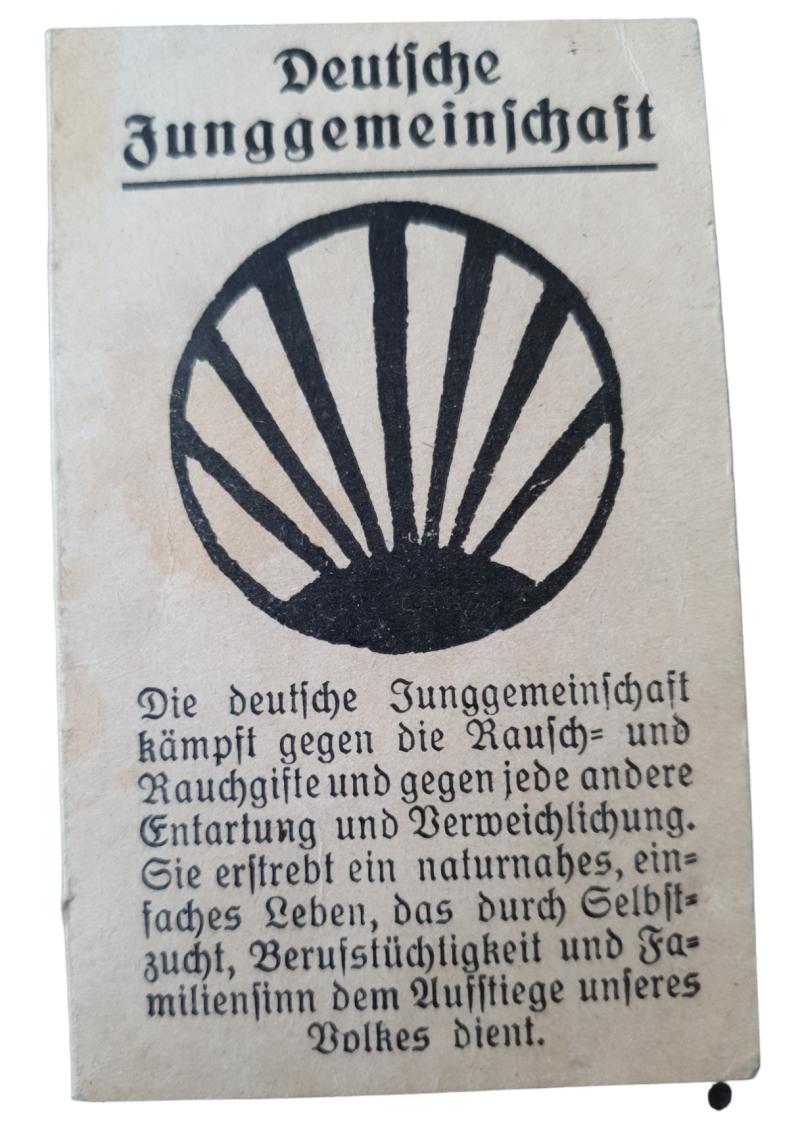 Deutsche
Junggemeinschaft
Die deutsche Junggemeinschaft
kämpft gegen die Rausch- und
Rauchgifte und gegen jede andere
Entartung und Verweichlichung.
Sie erstrebt ein naturnahes, ein-
faches Leben, das durch Selbst-
zucht, Berufstüchtigkeit und Fa-
miliensinn dem Aufstiege unseres
Volkes dient.